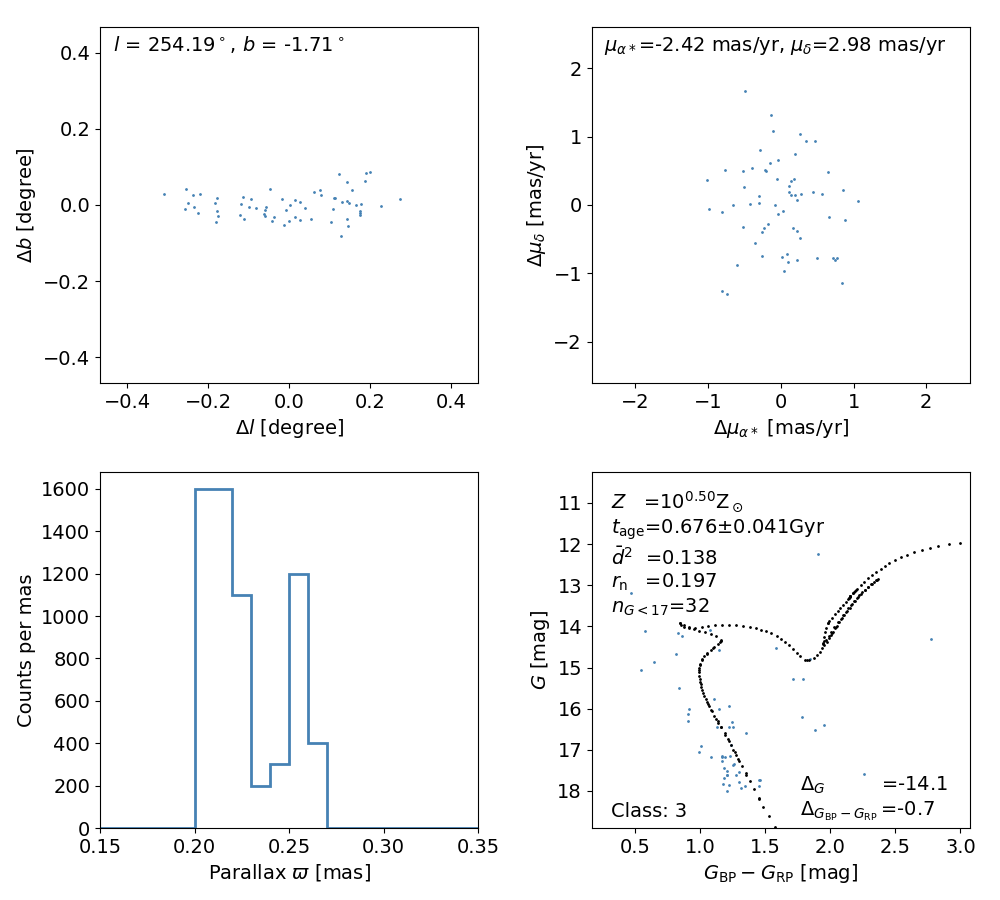 l = 254.19°, b = -1.71°
0.4
0.2
0.0
−0.2
−0.4
Δb [degree]
−0.4 −0.2 0.0 0.2 0.4
Δl [degree]
μα*=-2.42 mas/yr, μδ=2.98 mas/yr
2
1
0
−1
−2
Δμδ [mas/yr]
−2 −1 0 1 2
Δμα* [mas/yr]
1600
1400
1200
1000
800
600
400
200
0
Counts per mas
0.15 0.20 0.25 0.30 0.35
Parallax ϖ [mas]
Z =10^0.50 Z⊙
t_age=0.676±0.041Gyr
d̄² =0.138
r_n =0.197
n_G<17=32
11
12
13
14
15
16
17
18
G [mag]
Δ_G =-14.1
Δ_GBP−GRP=-0.7
Class: 3
0.5 1.0 1.5 2.0 2.5 3.0
G_BP − G_RP [mag]